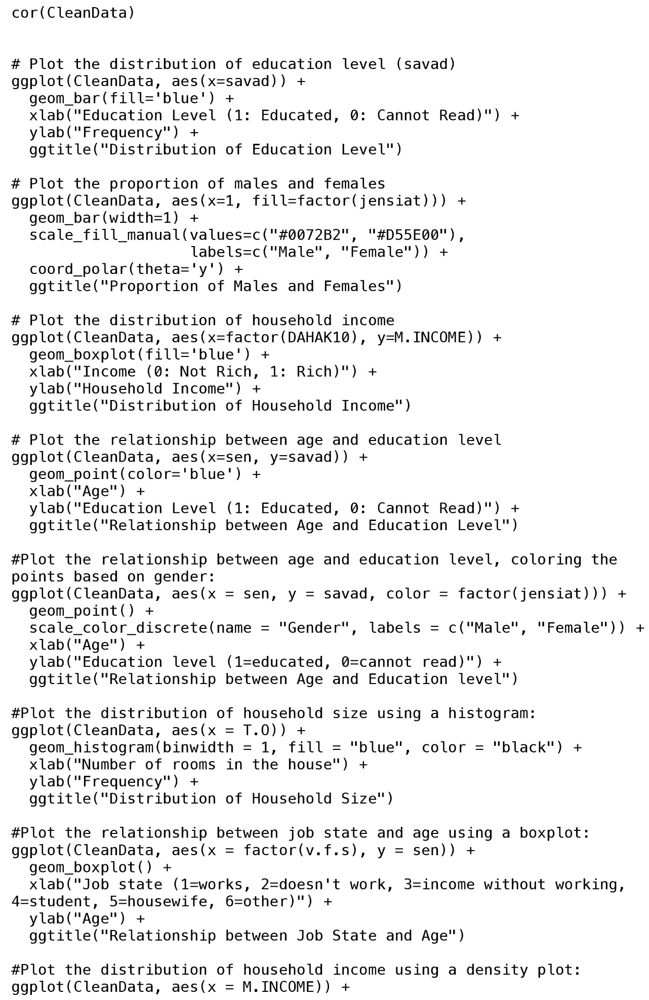 cor(CleanData)
# Plot the distribution of education level (savad)
ggplot(CleanData, aes(x=savad)) +
  geom_bar(fill='blue') +
  xlab("Education Level (1: Educated, 0: Cannot Read)") +
  ylab("Frequency") +
  ggtitle("Distribution of Education Level")
# Plot the proportion of males and females
ggplot(CleanData, aes(x=1, fill=factor(jensiat))) +
  geom_bar(width=1) +
  scale_fill_manual(values=c("#0072B2", "#D55E00"),
                    labels=c("Male", "Female")) +
  coord_polar(theta='y') +
  ggtitle("Proportion of Males and Females")
# Plot the distribution of household income
ggplot(CleanData, aes(x=factor(DAHAK10), y=M.INCOME)) +
  geom_boxplot(fill='blue') +
  xlab("Income (0: Not Rich, 1: Rich)") +
  ylab("Household Income") +
  ggtitle("Distribution of Household Income")
# Plot the relationship between age and education level
ggplot(CleanData, aes(x=sen, y=savad)) +
  geom_point(color='blue') +
  xlab("Age") +
  ylab("Education Level (1: Educated, 0: Cannot Read)") +
  ggtitle("Relationship between Age and Education Level")
#Plot the relationship between age and education level, coloring the
points based on gender:
ggplot(CleanData, aes(x = sen, y = savad, color = factor(jensiat))) +
  geom_point() +
  scale_color_discrete(name = "Gender", labels = c("Male", "Female")) +
  xlab("Age") +
  ylab("Education level (1=educated, 0=cannot read)") +
  ggtitle("Relationship between Age and Education level")
#Plot the distribution of household size using a histogram:
ggplot(CleanData, aes(x = T.O)) +
  geom_histogram(binwidth = 1, fill = "blue", color = "black") +
  xlab("Number of rooms in the house") +
  ylab("Frequency") +
  ggtitle("Distribution of Household Size")
#Plot the relationship between job state and age using a boxplot:
ggplot(CleanData, aes(x = factor(v.f.s), y = sen)) +
  geom_boxplot() +
  xlab("Job state (1=works, 2=doesn't work, 3=income without working,
4=student, 5=housewife, 6=other)") +
  ylab("Age") +
  ggtitle("Relationship between Job State and Age")
#Plot the distribution of household income using a density plot:
ggplot(CleanData, aes(x = M.INCOME)) +